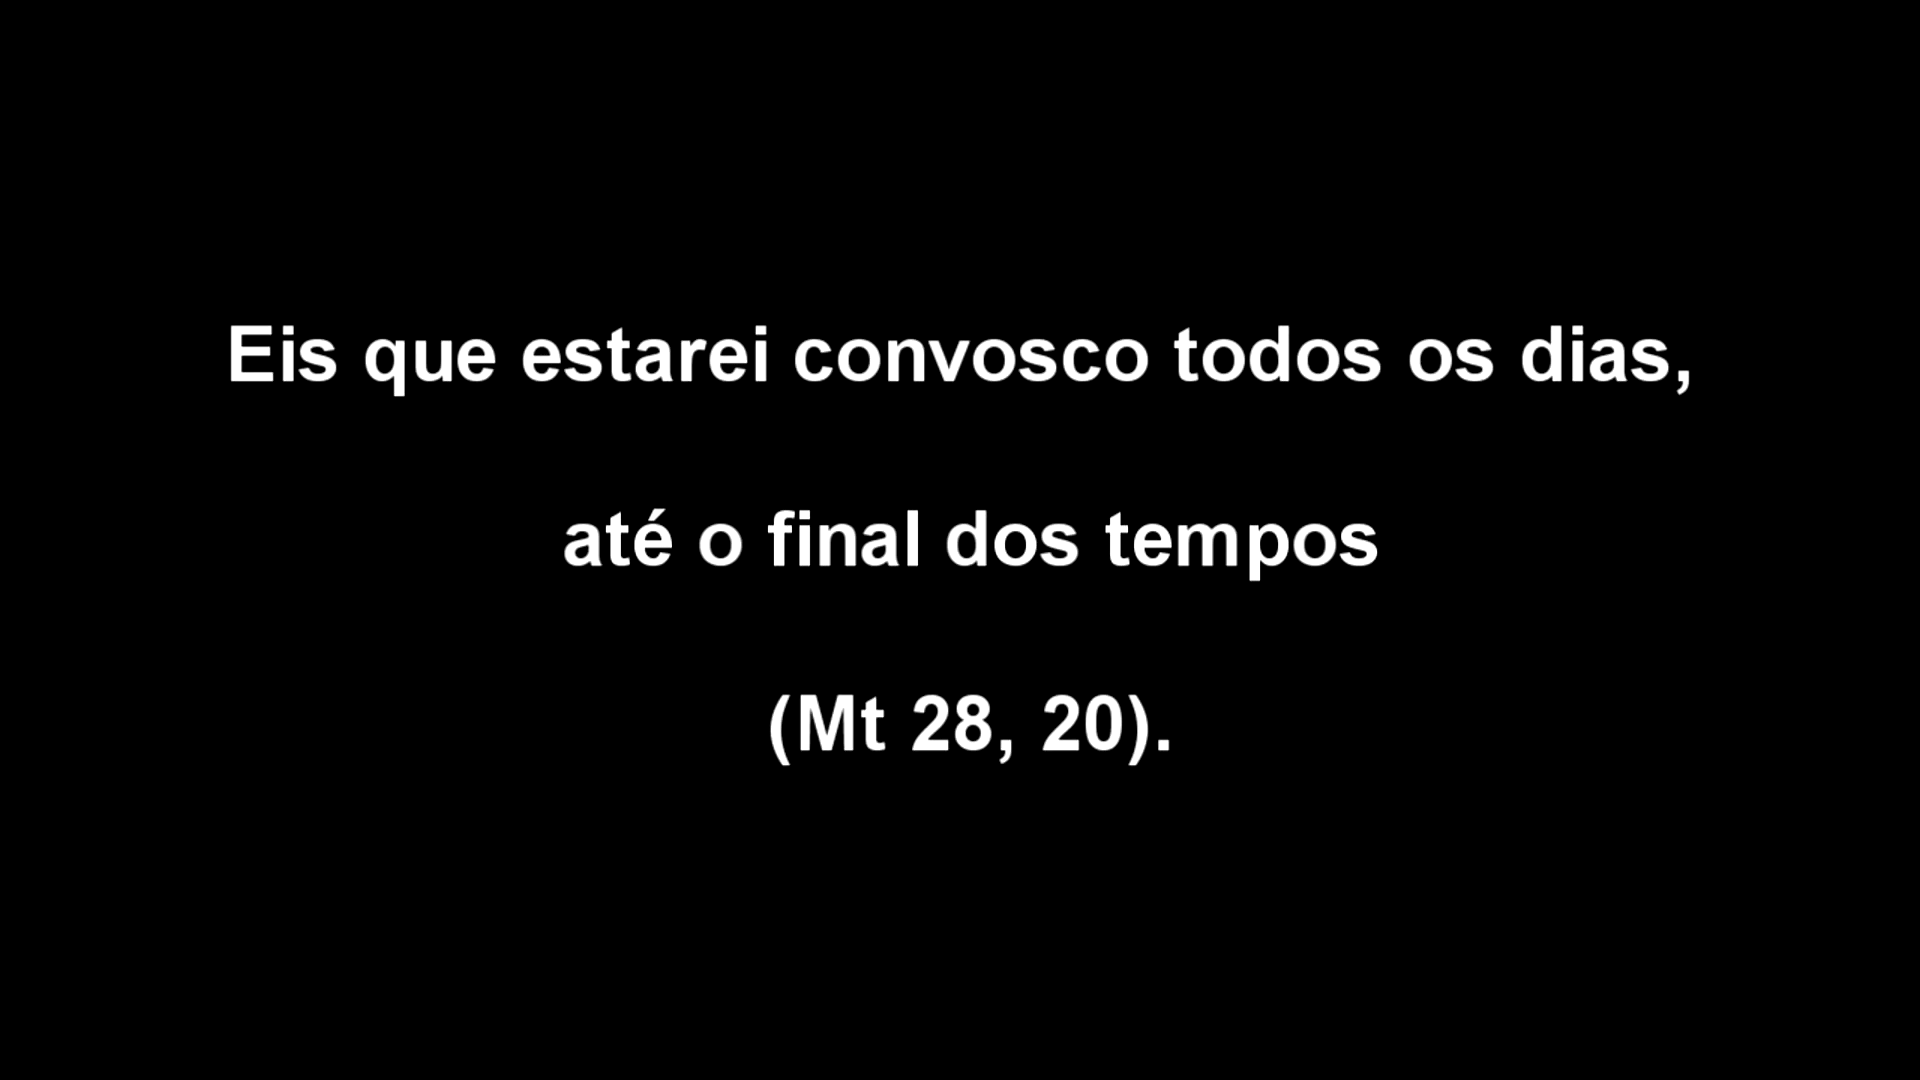 Eis que estarei convosco todos os dias,
até o final dos tempos
(Mt 28, 20).